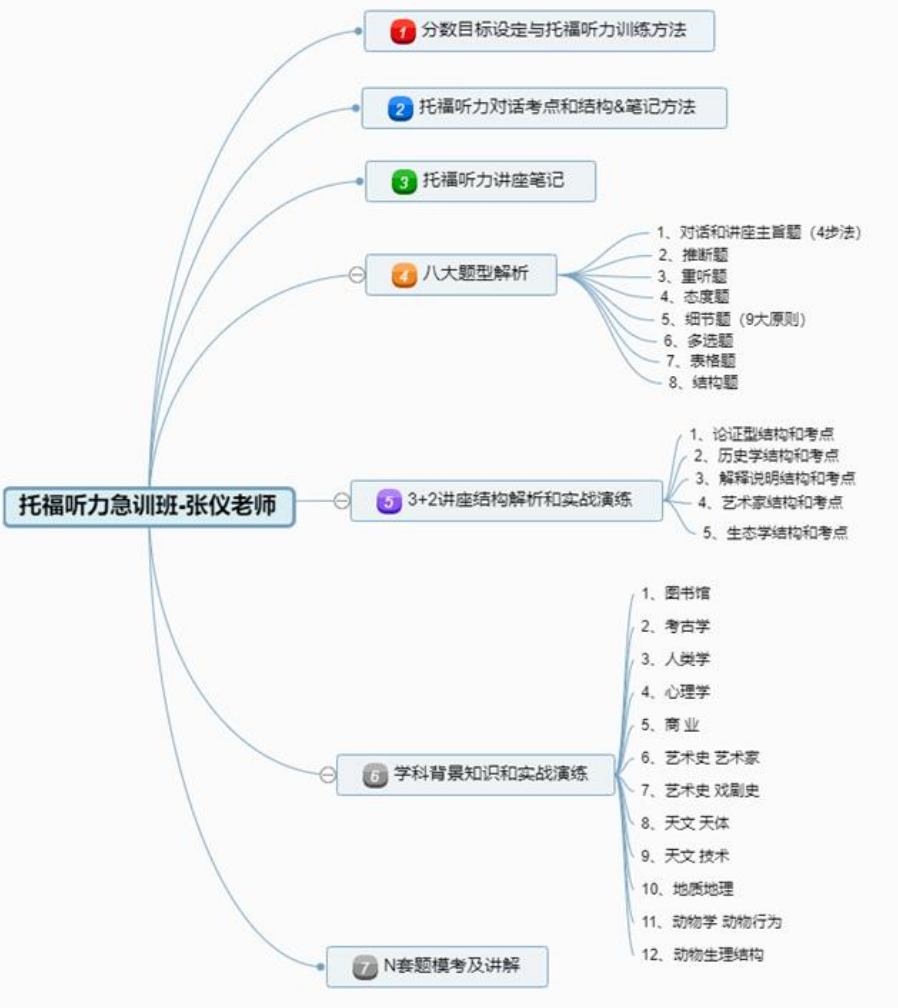 1 分数目标设定与托福听力训练方法
2 托福听力对话考点和结构&笔记方法
3 托福听力讲座笔记
4 八大题型解析
1、对话和讲座主旨题（4步法）
2、推断题
3、重听题
4、态度题
5、细节题（9大原则）
6、多选题
7、表格题
8、结构题
托福听力急训班-张仪老师
5 3+2讲座结构解析和实战演练
1、论证型结构和考点
2、历史学结构和考点
3、解释说明结构和考点
4、艺术家结构和考点
5、生态学结构和考点
6 学科背景知识和实战演练
1、图书馆
2、考古学
3、人类学
4、心理学
5、商 业
6、艺术史 艺术家
7、艺术史 戏剧史
8、天文 天体
9、天文 技术
10、地质地理
11、动物学 动物行为
12、动物生理结构
7 N套题模考及讲解